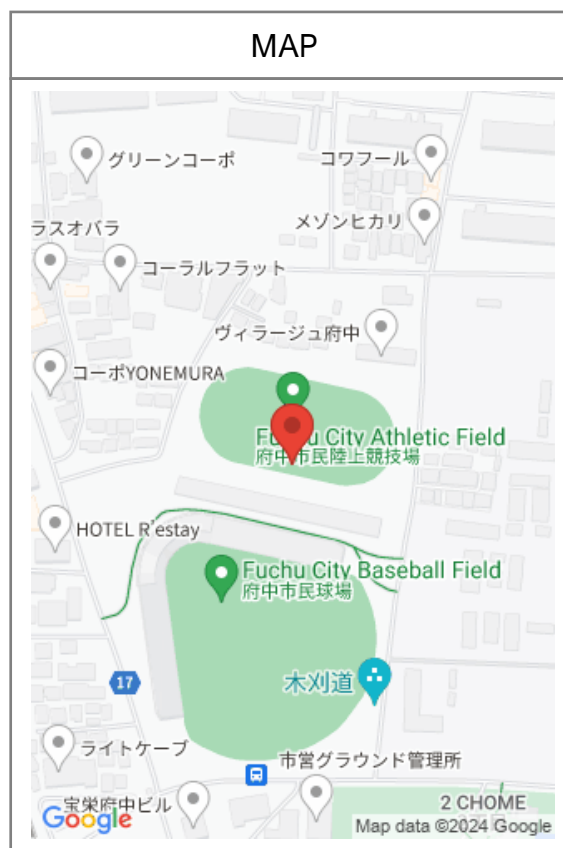 MAP
グリーンコーポ
コワフール
メゾンヒカリ
ラスオバラ
コーラルフラット
ヴィラージュ府中
コーポYONEMURA
Fuchu City Athletic Field
府中市民陸上競技場
HOTEL R'estay
Fuchu City Baseball Field
府中市民球場
木刈道
17
ライトケーブ
市営グラウンド管理所
宝栄府中ビル
2 CHOME
Google
Map data ©2024 Google